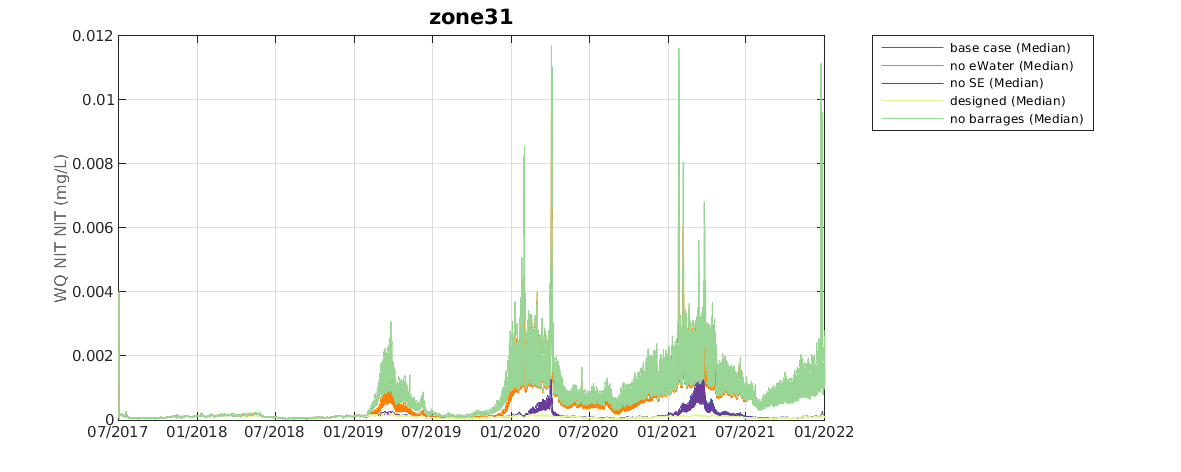 zone31
0.012
0.01
0.008
0.006
0.004
0.002
0
WQ NIT NIT (mg/L)
07/2017 01/2018 07/2018 01/2019 07/2019 01/2020 07/2020 01/2021 07/2021 01/2022
base case (Median)
no eWater (Median)
no SE (Median)
designed (Median)
no barrages (Median)